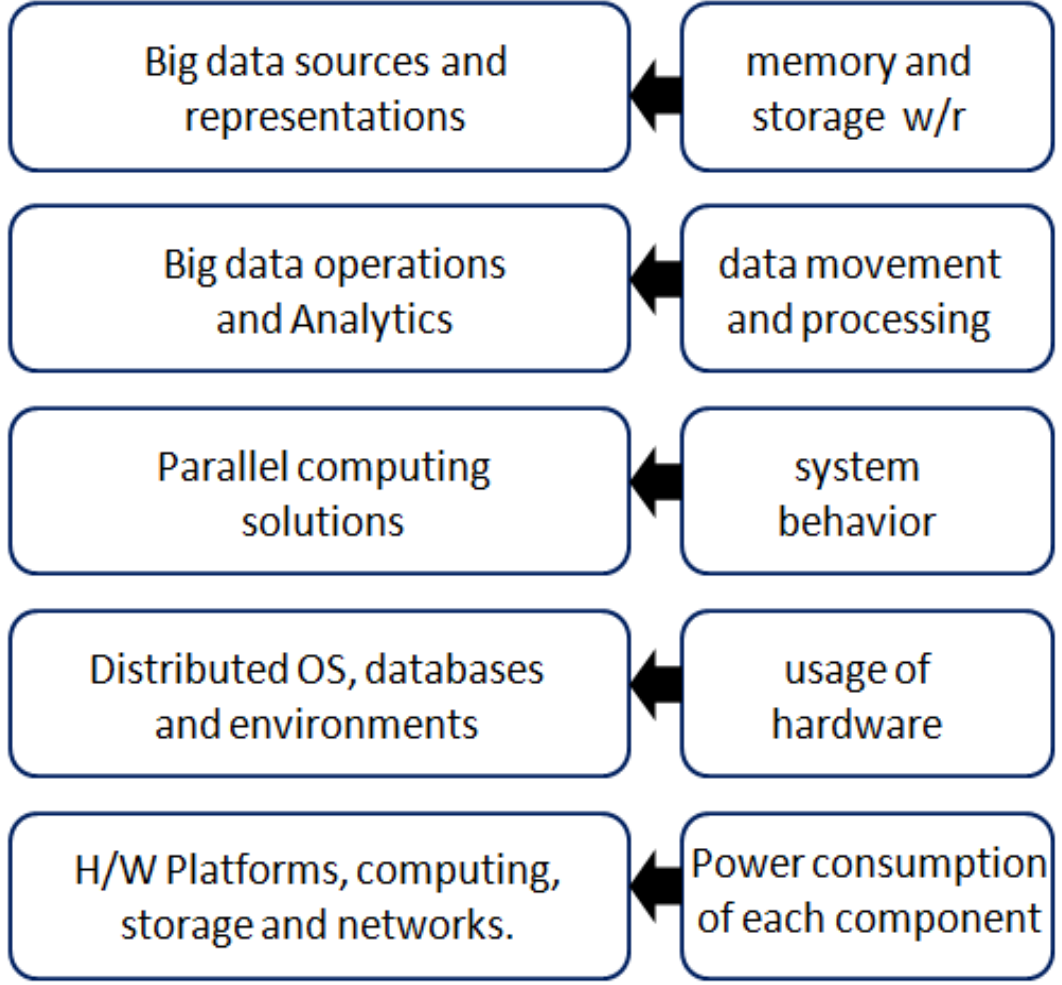 Big data sources and
representations
memory and
storage w/r
Big data operations
and Analytics
data movement
and processing
Parallel computing
solutions
system
behavior
Distributed OS, databases
and environments
usage of
hardware
H/W Platforms, computing,
storage and networks.
Power consumption
of each component